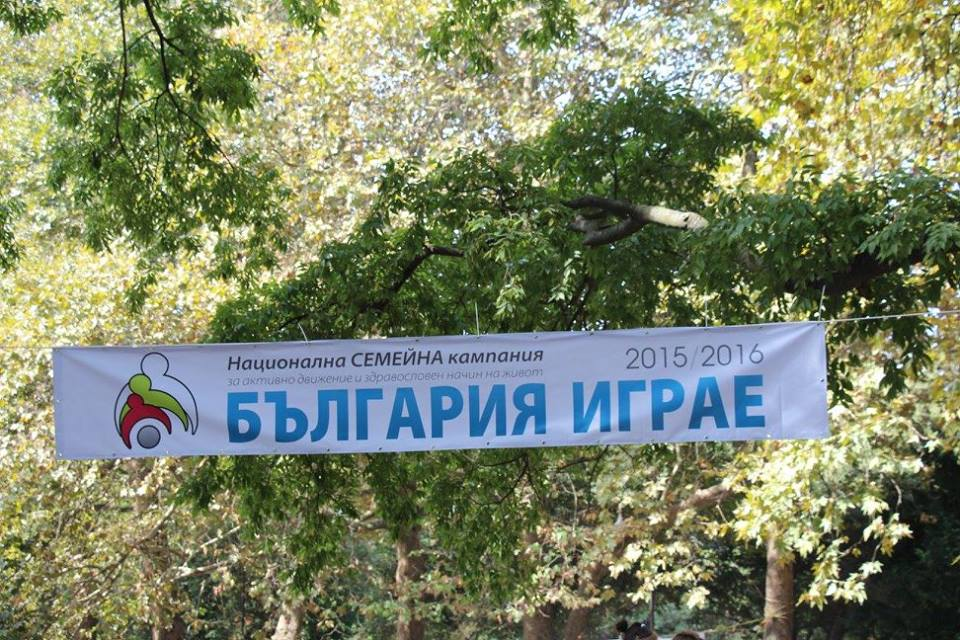 Национална СЕМЕЙНА кампания
за активно движение и здравословен начин на живот
2015/2016
БЪЛГАРИЯ ИГРАЕ